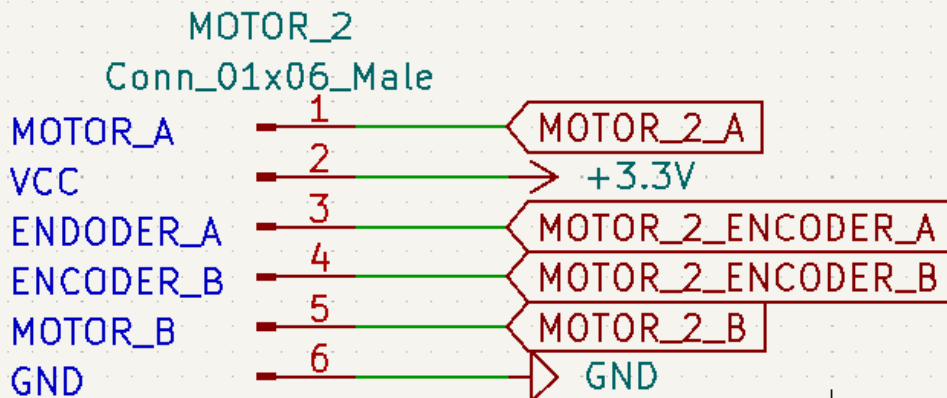 MOTOR_2
Conn_01x06_Male
MOTOR_A 1 MOTOR_2_A
VCC 2 +3.3V
ENDODER_A 3 MOTOR_2_ENCODER_A
ENCODER_B 4 MOTOR_2_ENCODER_B
MOTOR_B 5 MOTOR_2_B
GND 6 GND